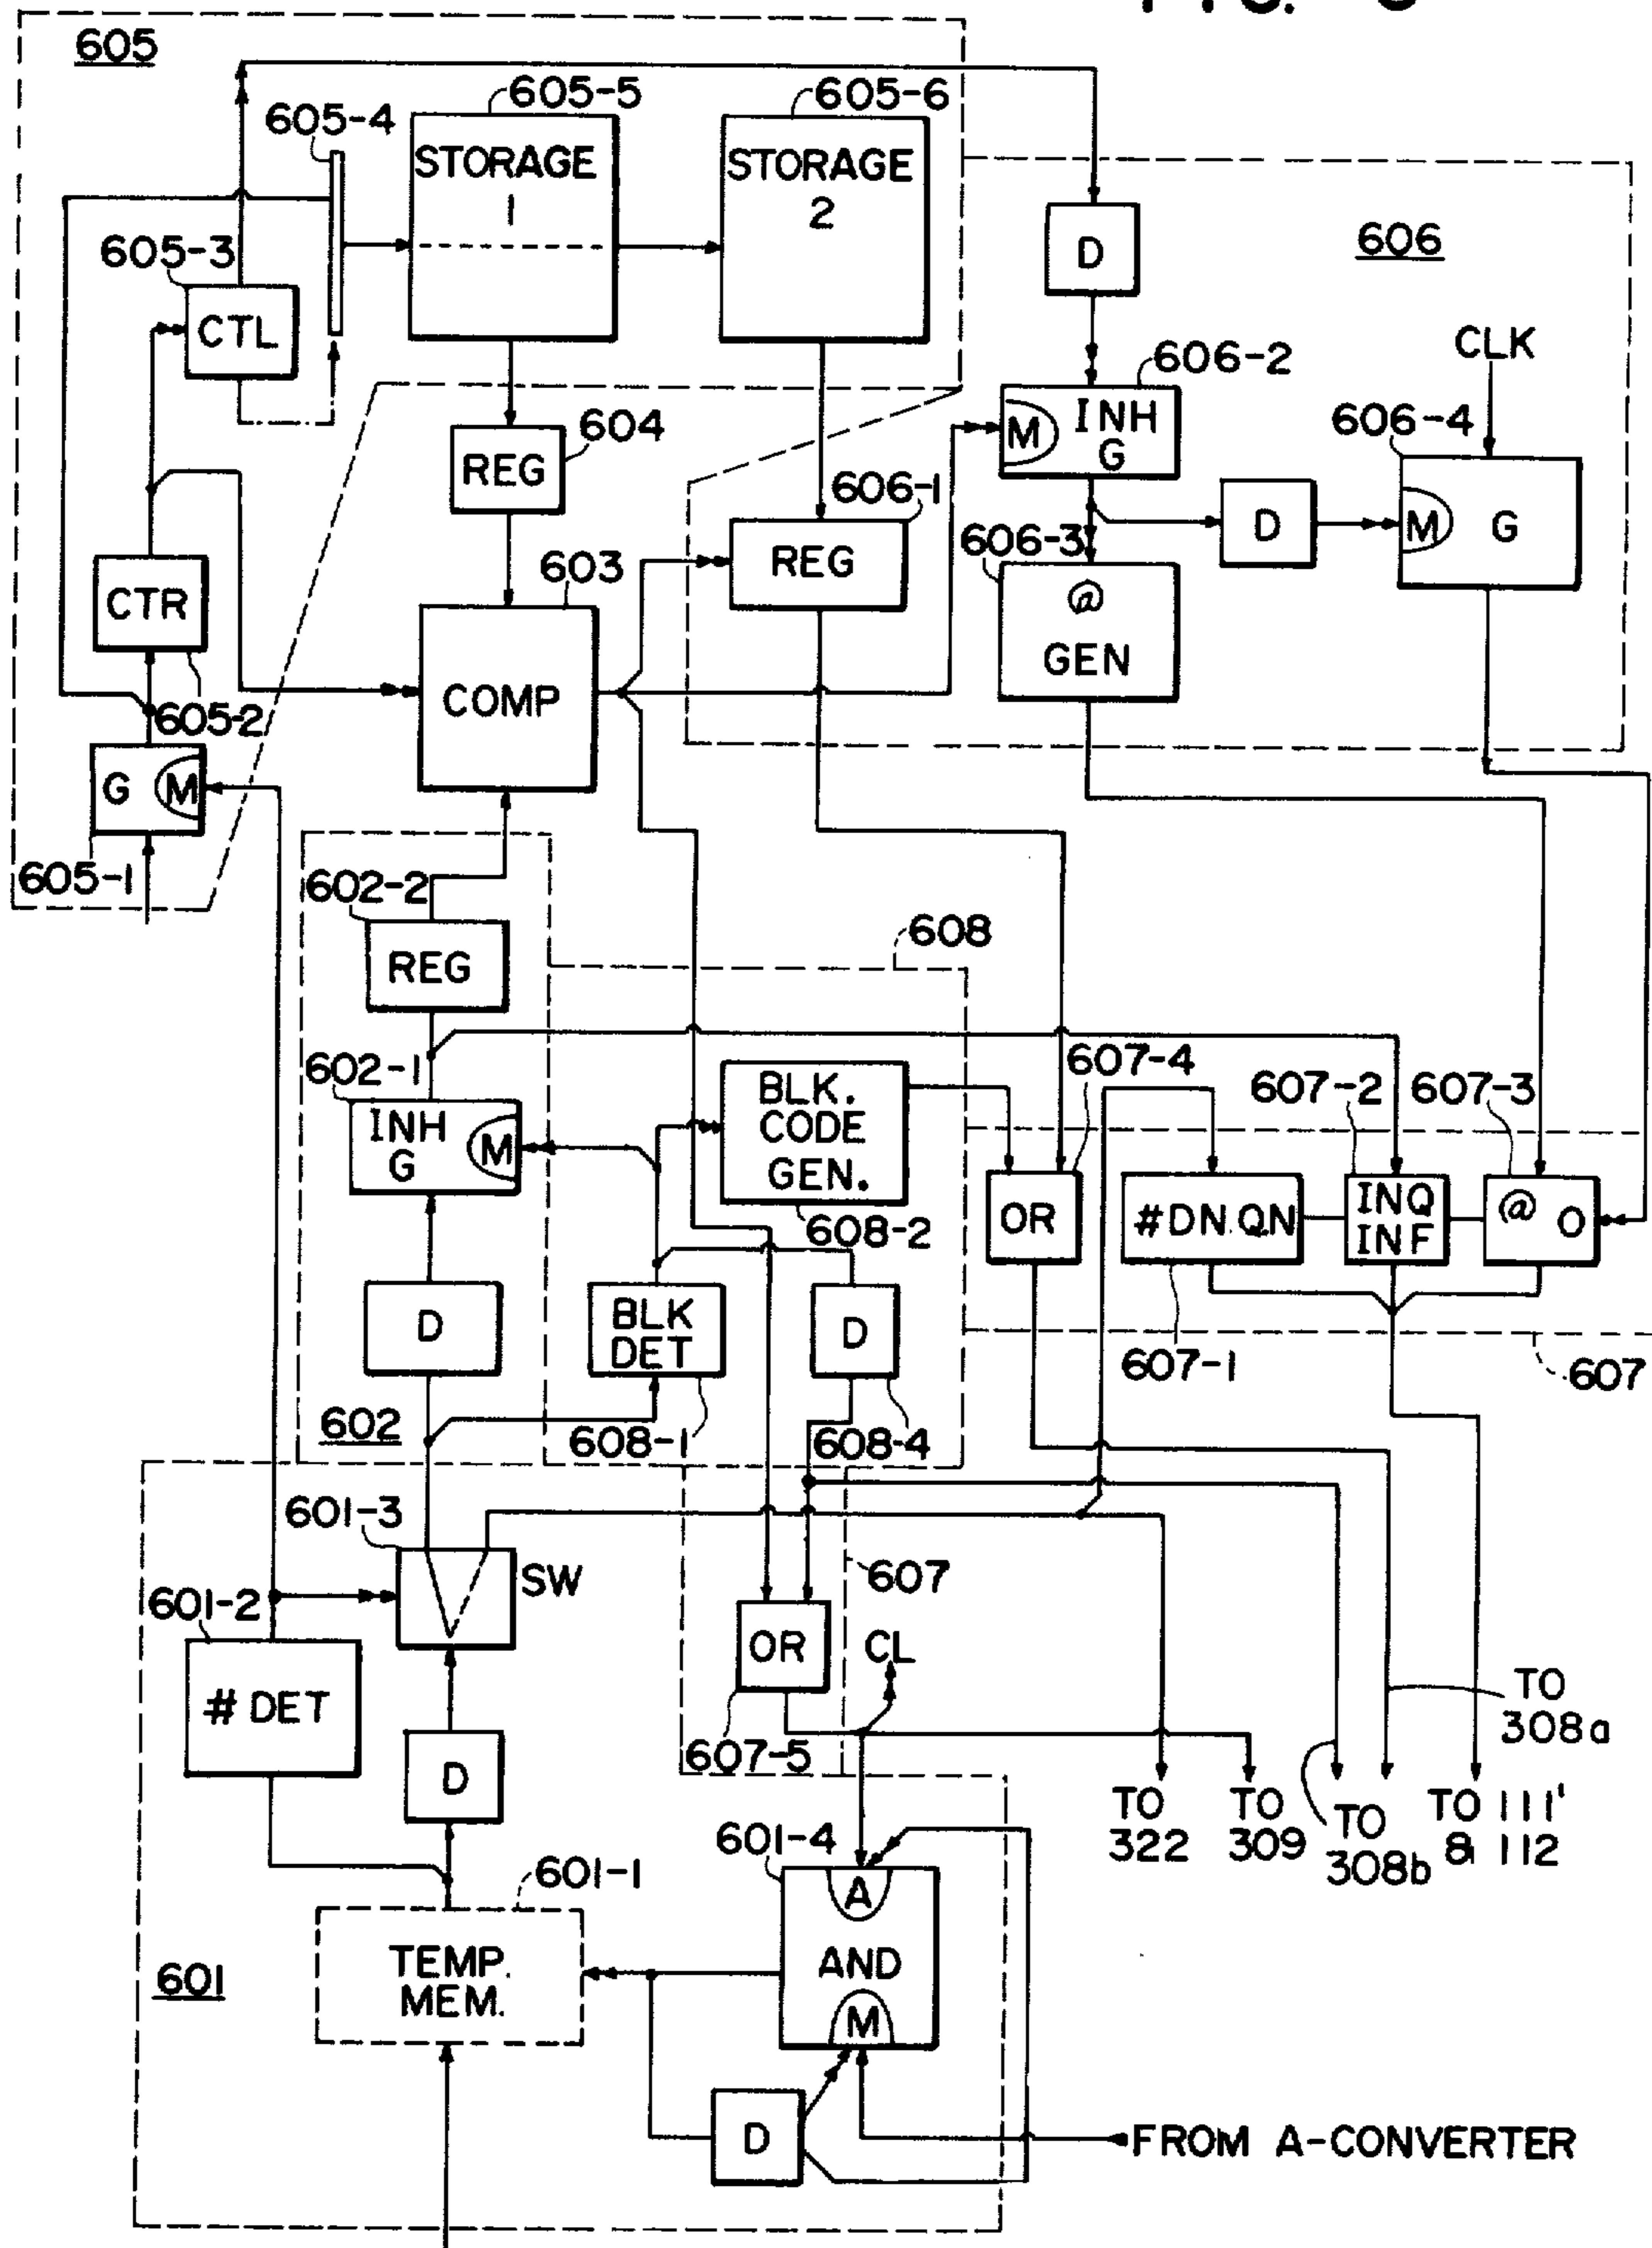 FIG.
605
605-4
605-5
605-6
STORAGE
1
STORAGE
2
605-3
CTL
D
606
CLK
606-2
M
INH
G
606-4
604
REG
606-1
REG
D
M
G
606-3
@
GEN
603
COMP
CTR
605-2
G
M
605-1
602-2
REG
608
602-1
INH
G
M
BLK.
CODE
GEN.
608-2
607-4
607-2
607-3
OR
#DN.QN
INQ
INF
@ O
D
BLK
DET
D
607-1
607
602
608-1
608-4
601-3
SW
607
601-2
# DET
OR
CL
607-5
D
TO
308a
TO
322
TO
309
TO
308b
TO 111'
& 112
601-4
A
AND
M
601-1
TEMP.
MEM.
601
D
FROM A-CONVERTER